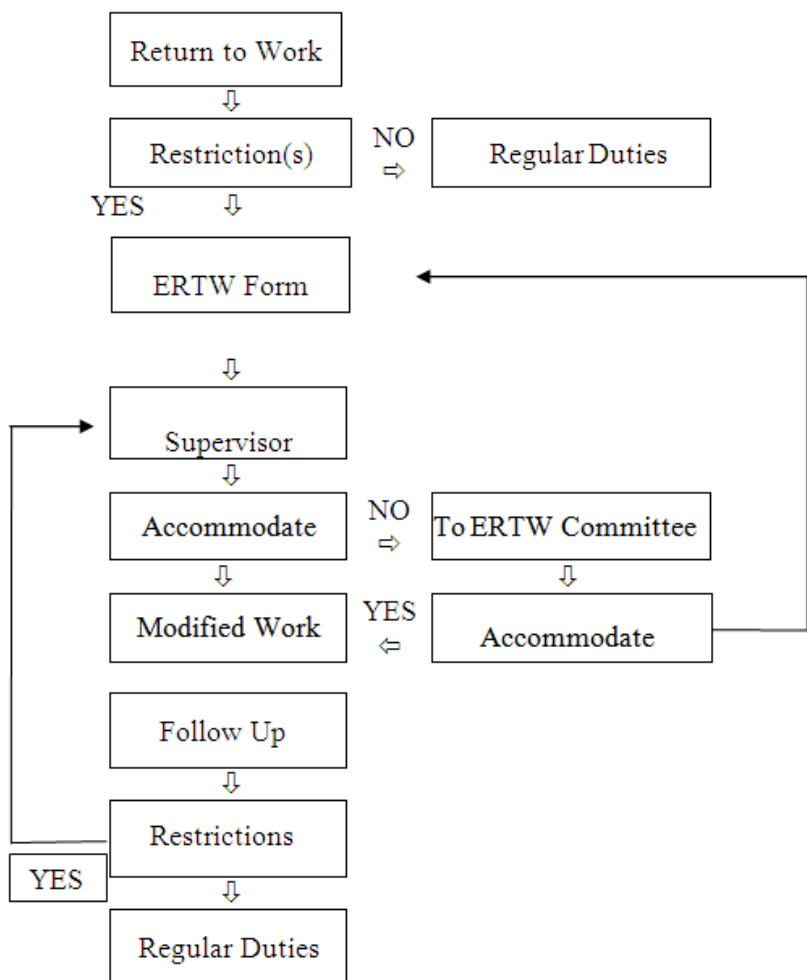 Return to Work
Restriction(s)
NO
Regular Duties
YES
ERTW Form
Supervisor
Accommodate
NO
To ERTW Committee
Modified Work
YES
Accommodate
Follow Up
Restrictions
YES
Regular Duties